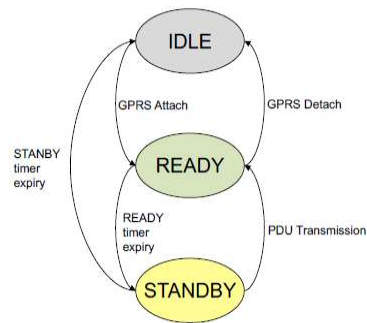 IDLE
GPRS Attach
GPRS Detach
STANBY
timer
expiry
READY
READY
timer
expiry
PDU Transmission
STANDBY